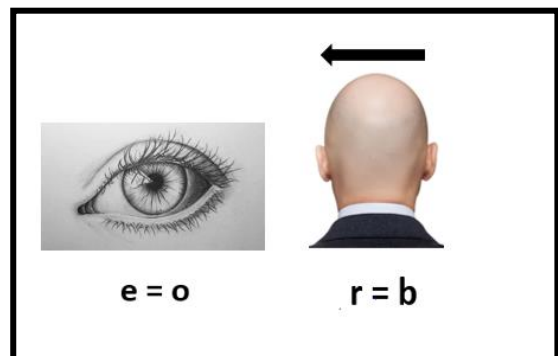 e = o
r = b